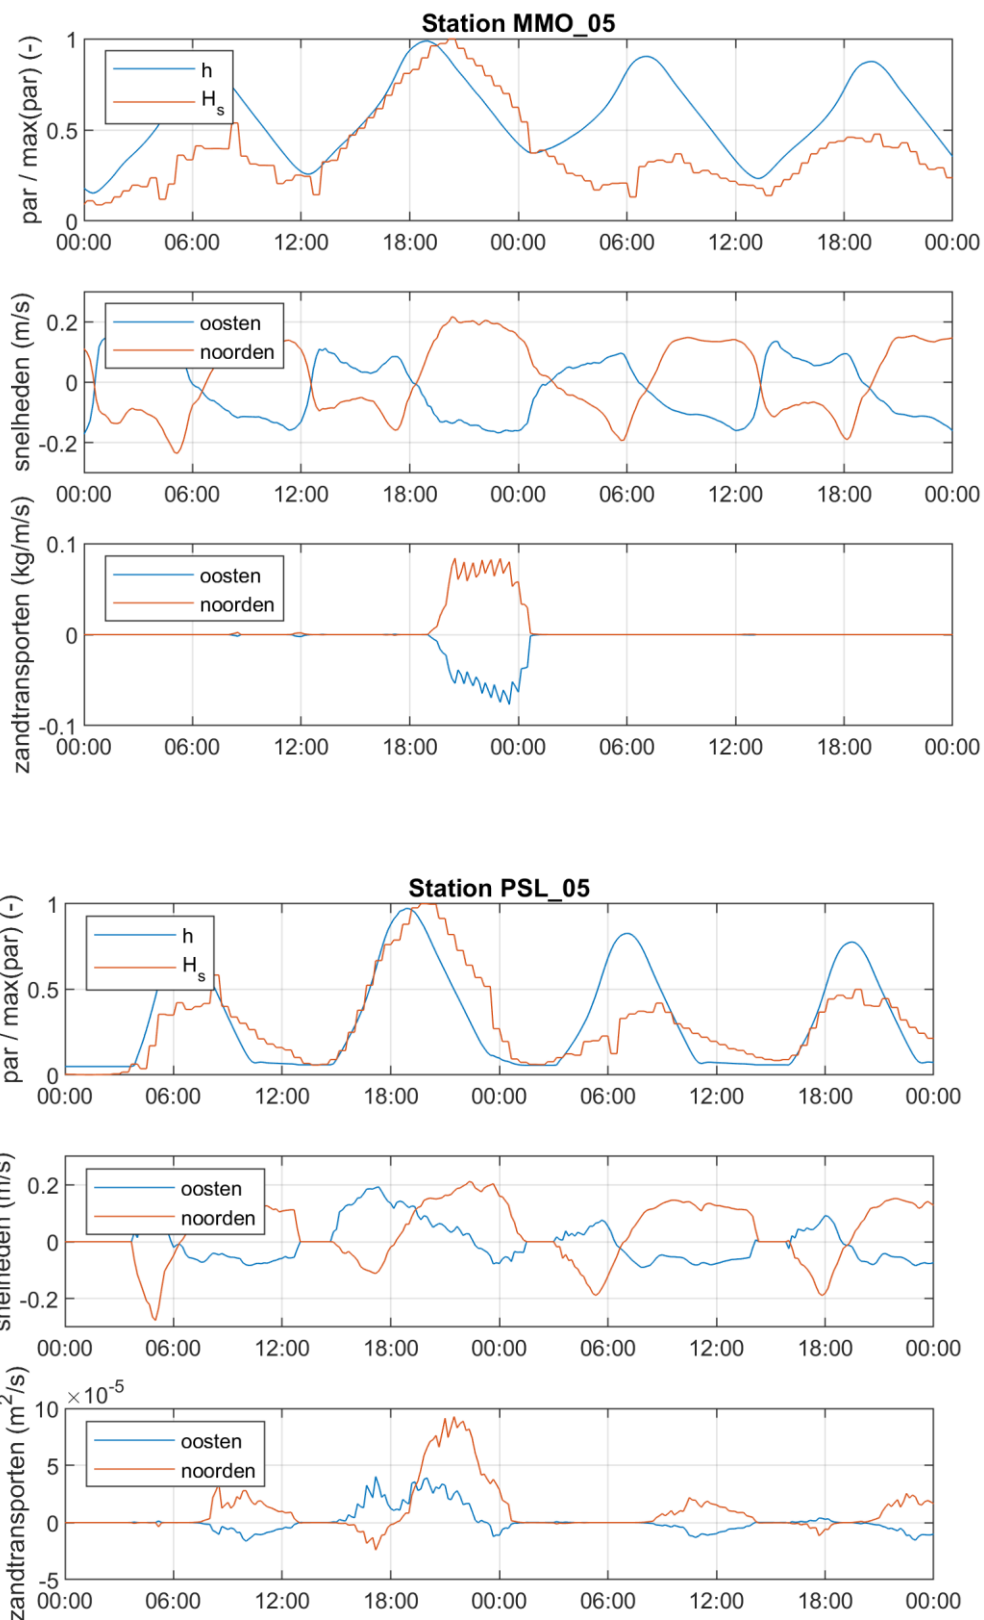 Station MMO_05
par / max(par) (-)
1
0.5
0
h
H_s
00:00 06:00 12:00 18:00 00:00 06:00 12:00 18:00 00:00
snelheden (m/s)
0.2
0
-0.2
oosten
noorden
00:00 06:00 12:00 18:00 00:00 06:00 12:00 18:00 00:00
zandtransporten (kg/m/s)
0.1
0
-0.1
oosten
noorden
00:00 06:00 12:00 18:00 00:00 06:00 12:00 18:00 00:00
Station PSL_05
par / max(par) (-)
1
0.5
0
h
H_s
00:00 06:00 12:00 18:00 00:00 06:00 12:00 18:00 00:00
snelheden (m/s)
0.2
0
-0.2
oosten
noorden
00:00 06:00 12:00 18:00 00:00 06:00 12:00 18:00 00:00
zandtransporten (m²/s)
×10⁻⁵
10
5
0
-5
oosten
noorden
00:00 06:00 12:00 18:00 00:00 06:00 12:00 18:00 00:00